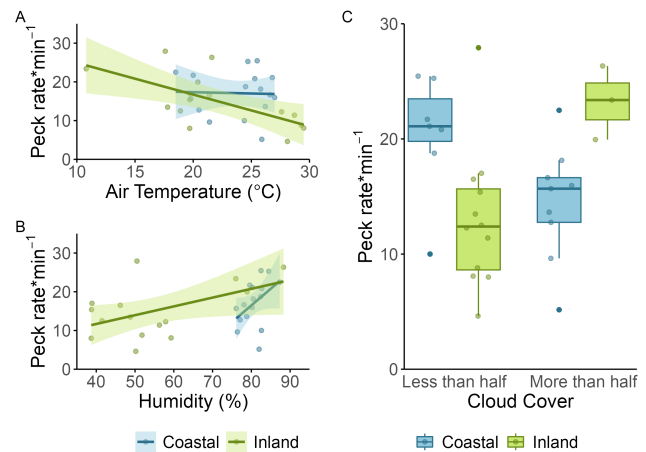 A
Peck rate*min⁻¹
30
20
10
0
10
15
20
25
30
Air Temperature (°C)
B
Peck rate*min⁻¹
30
20
10
0
40
50
60
70
80
90
Humidity (%)
Coastal
Inland
C
Peck rate*min⁻¹
30
20
10
0
Less than half
More than half
Cloud Cover
Coastal
Inland